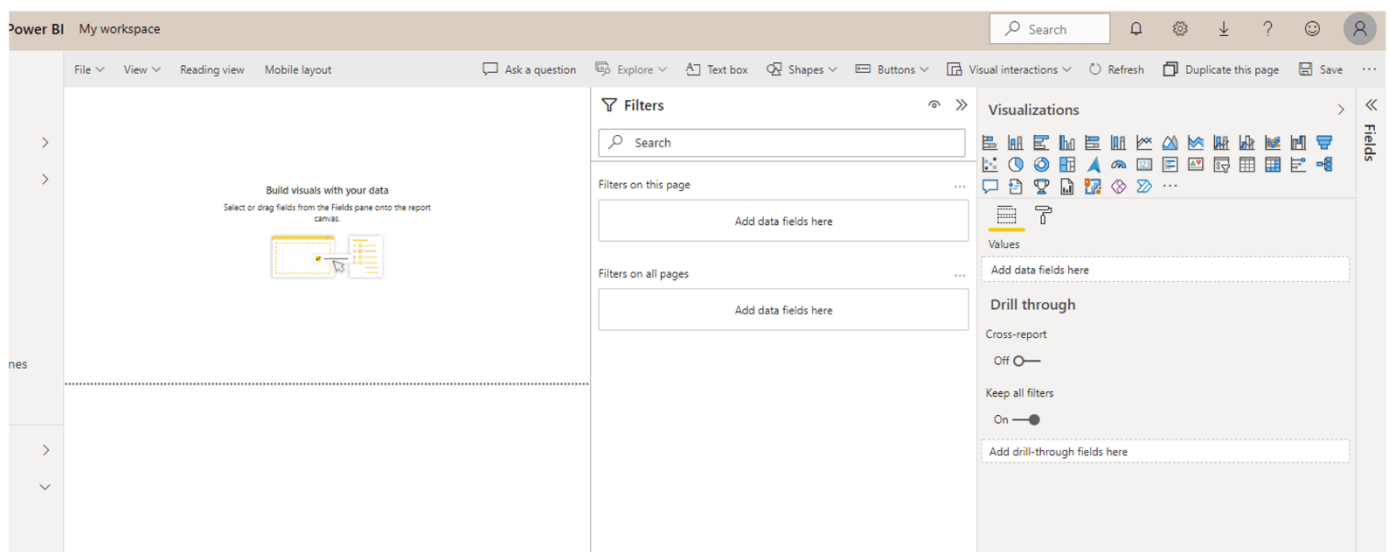 Power BI My workspace
Search
?
File View Reading view Mobile layout Ask a question Explore Text box Shapes Buttons Visual interactions Refresh Duplicate this page Save ...
Filters
Search
Filters on this page ...
Add data fields here
Filters on all pages ...
Add data fields here
Build visuals with your data
Select or drag fields from the Fields pane onto the report
canvas.
nes
Visualizations
123
...
Values
Add data fields here
Drill through
Cross-report
Off
Keep all filters
On
Add drill-through fields here
Fields